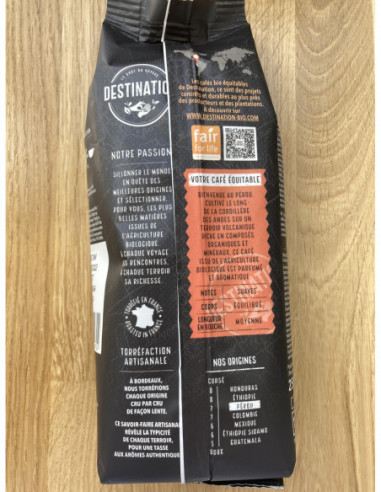 LE GOÛT DU VOYAGE
DESTINATION
Les cafés bio équitables
de Destination, ce sont des projets
concrets et durables au plus près
des producteurs et des plantations.
À découvrir sur
WWW.DESTINATION-BIO.COM
fair
for life
NOTRE PASSION
SILLONNER LE MONDE
EN QUÊTE DES
MEILLEURES ORIGINES
ET SÉLECTIONNER,
POUR VOUS, LES PLUS
BELLES MATIÈRES
ISSUES DE
L'AGRICULTURE
BIOLOGIQUE.
CHAQUE VOYAGE
DE RENCONTRES,
CHAQUE TERROIR
SA RICHESSE.
TORRÉFIÉ EN FRANCE
ROASTED IN FRANCE
TORRÉFACTION
ARTISANALE
À BORDEAUX,
NOUS TORRÉFIONS
CHAQUE ORIGINE
CRU PAR CRU
DE FAÇON LENTE.
CE SAVOIR-FAIRE ARTISANAL
RÉVÈLE LA TYPICITÉ
DE CHAQUE TERROIR,
POUR UNE TASSE
AUX ARÔMES AUTHENTIQUES
VOTRE CAFÉ ÉQUITABLE
BIENVENUE AU PÉROU.
CULTIVÉ LE LONG
DE LA CORDILLÈRE
DES ANDES SUR UN
TERROIR VOLCANIQUE
RICHE EN COMPOSÉS
ORGANIQUES ET
MINÉRAUX, CE CAFÉ
ISSU DE L'AGRICULTURE
BIOLOGIQUE EST PARFUMÉ
ET AROMATIQUE.
NOTES SUAVES
CORPS ÉQUILIBRÉ
LONGUEUR
EN BOUCHE MOYENNE
NOS ORIGINES
CORSÉ
HONDURAS
ÉTHIOPIE
PÉROU
COLOMBIE
MEXIQUE
ÉTHIOPIE SIDAMO
GUATEMALA
DOUX